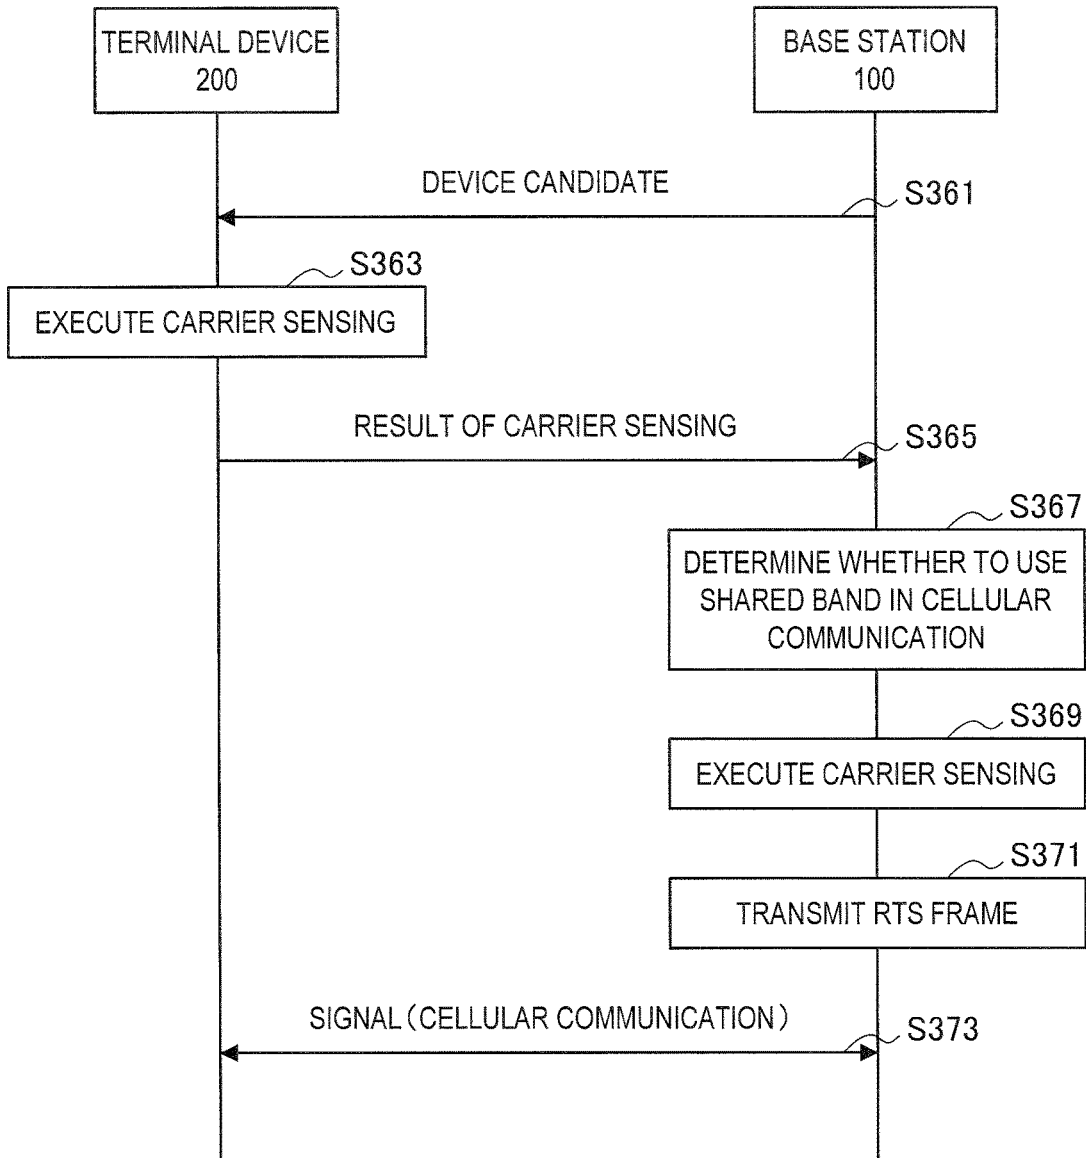 TERMINAL DEVICE
200
BASE STATION
100
DEVICE CANDIDATE
S361
S363
EXECUTE CARRIER SENSING
RESULT OF CARRIER SENSING
S365
S367
DETERMINE WHETHER TO USE
SHARED BAND IN CELLULAR
COMMUNICATION
S369
EXECUTE CARRIER SENSING
S371
TRANSMIT RTS FRAME
SIGNAL (CELLULAR COMMUNICATION)
S373